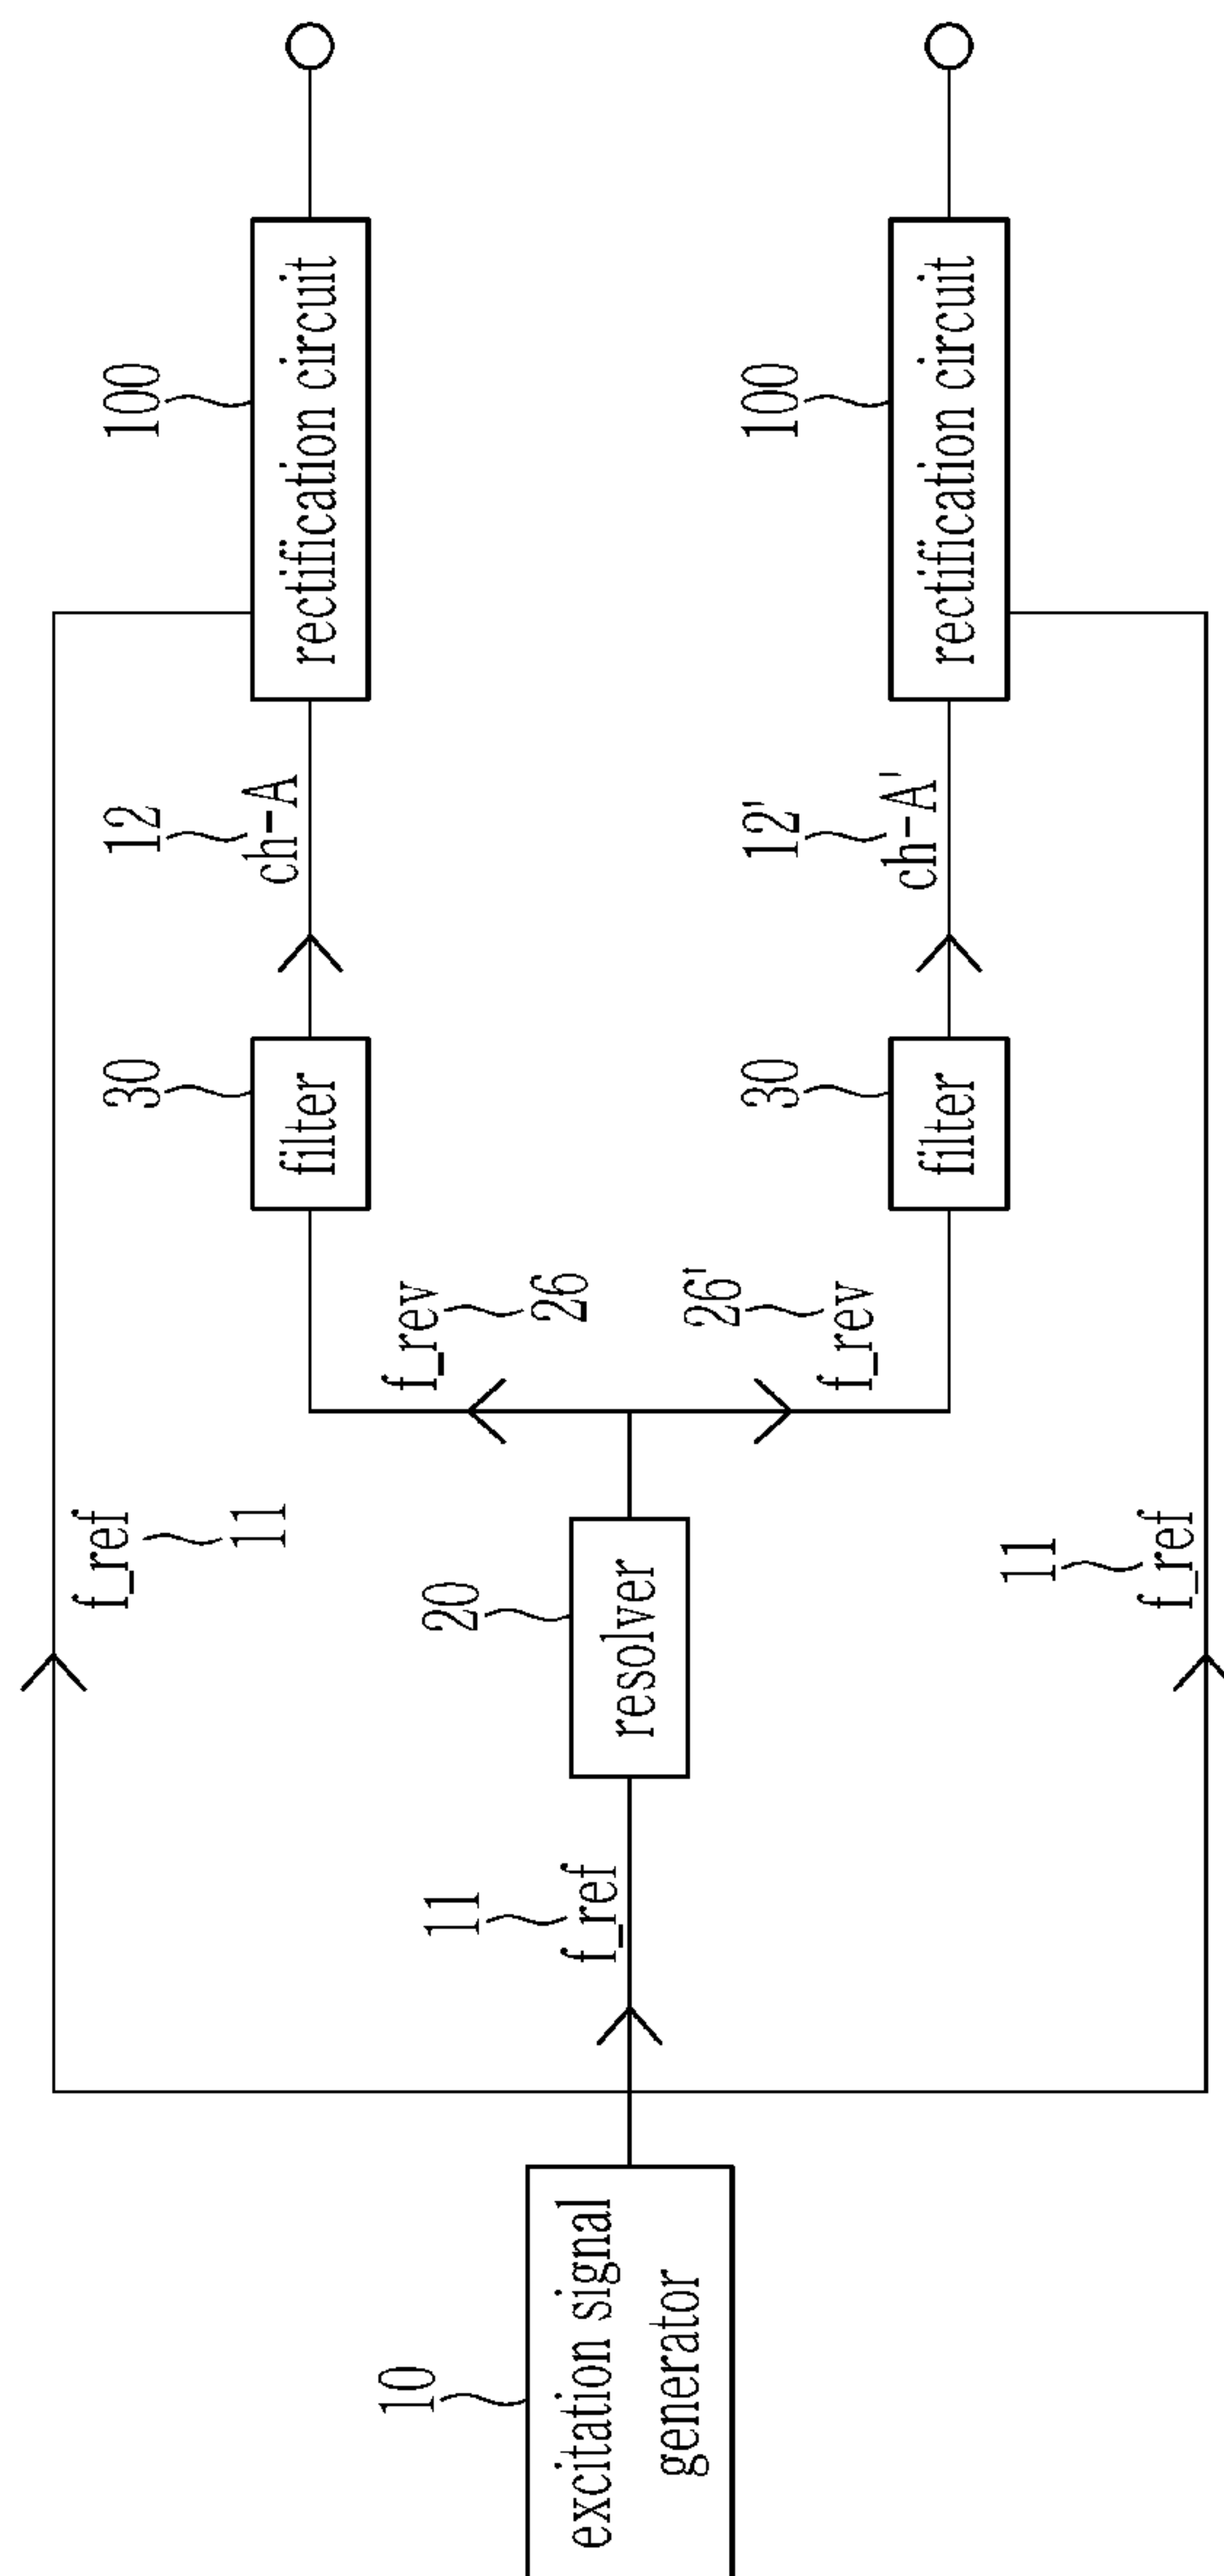 10
excitation signal
generator
11
f_ref
20
resolver
f_ref
11
11
f_ref
f_rev
26
26'
f_rev
30
filter
30
filter
12
ch-A
12'
ch-A'
100
rectification circuit
100
rectification circuit